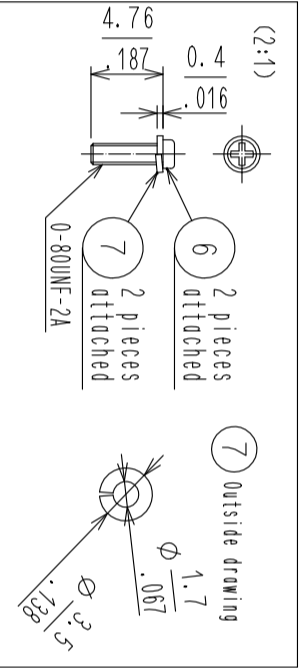 (2:1)
4.76
.187
0.4
.016
6
2 pieces
attached
7
2 pieces
attached
0-80UNF-2A
7
Outside drawing
φ 1.7
.067
φ 3.5
.138